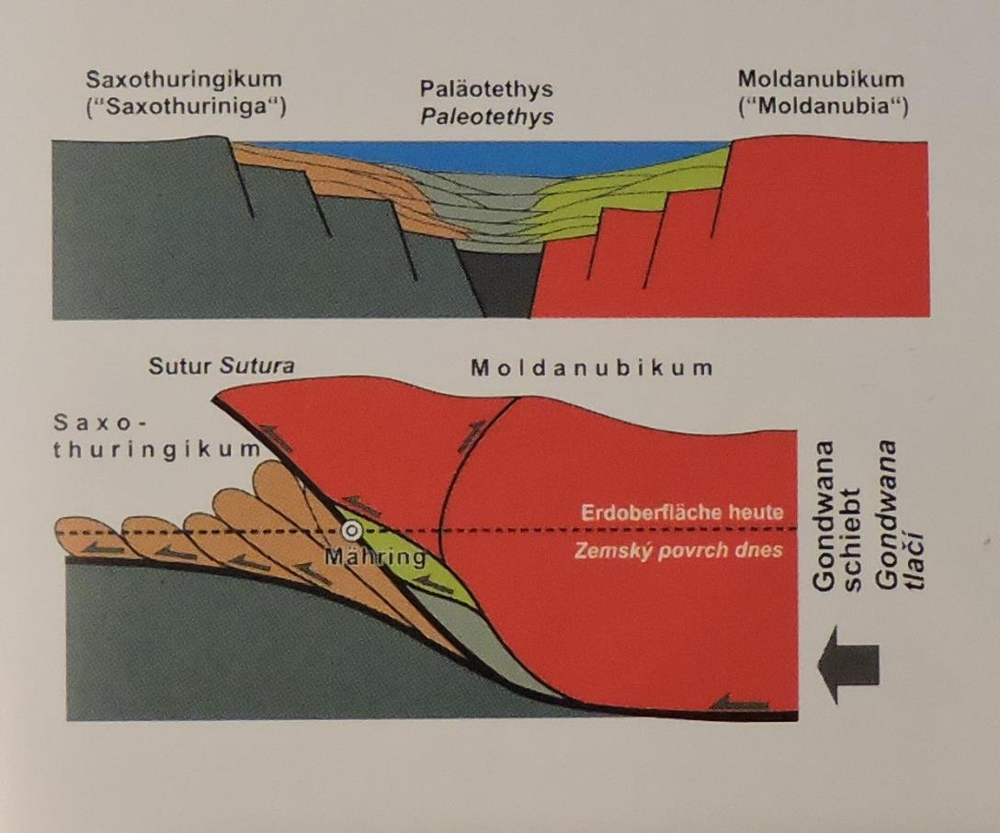 Saxothuringikum
("Saxothuriniga“)
Paläotethys
Paleotethys
Moldanubikum
(“Moldanubia“)
Sutur Sutura
Moldanubikum
Saxo-
thuringikum
Erdoberfläche heute
Zemský povrch dnes
Mähring
Gondwana
schiebt
Gondwana
tlačí